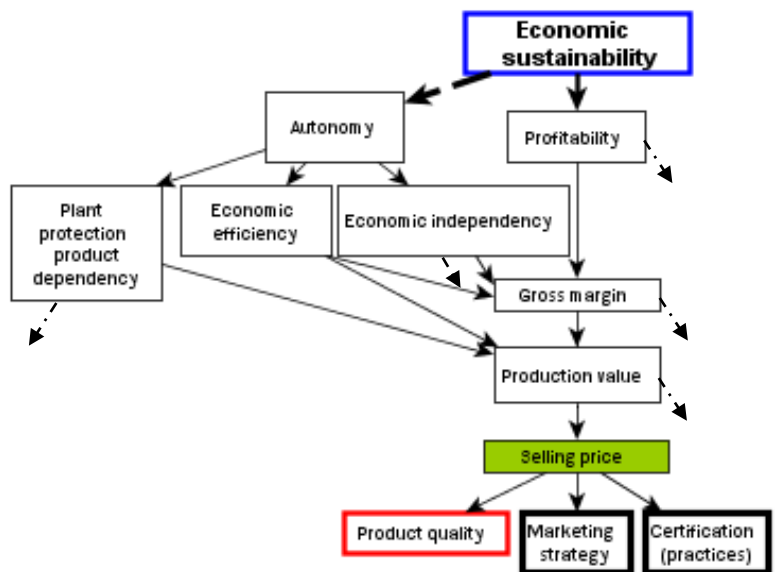 Economic
sustainability
Autonomy
Profitability
Plant
protection
product
dependency
Economic
efficiency
Economic independency
Gross margin
Production value
Selling price
Product quality
Marketing
strategy
Certification
(practices)